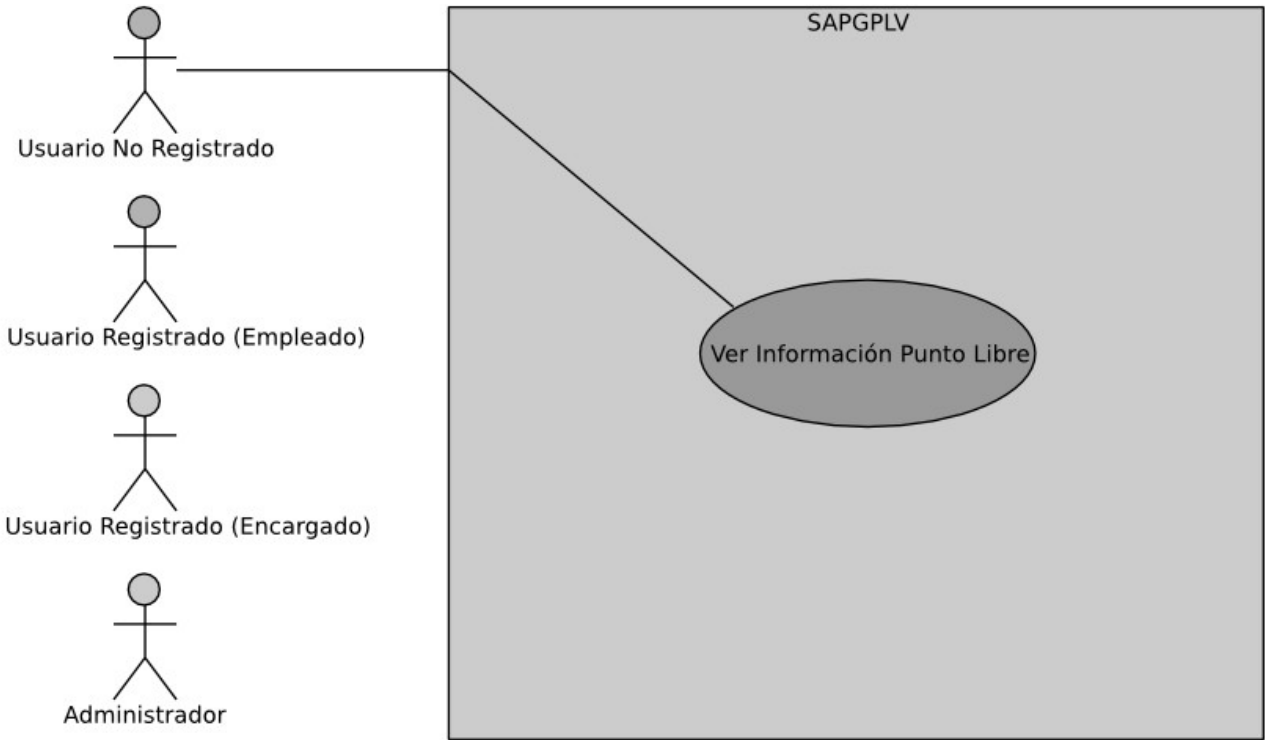 SAPGPLV
Usuario No Registrado
Usuario Registrado (Empleado)
Ver Información Punto Libre
Usuario Registrado (Encargado)
Administrador